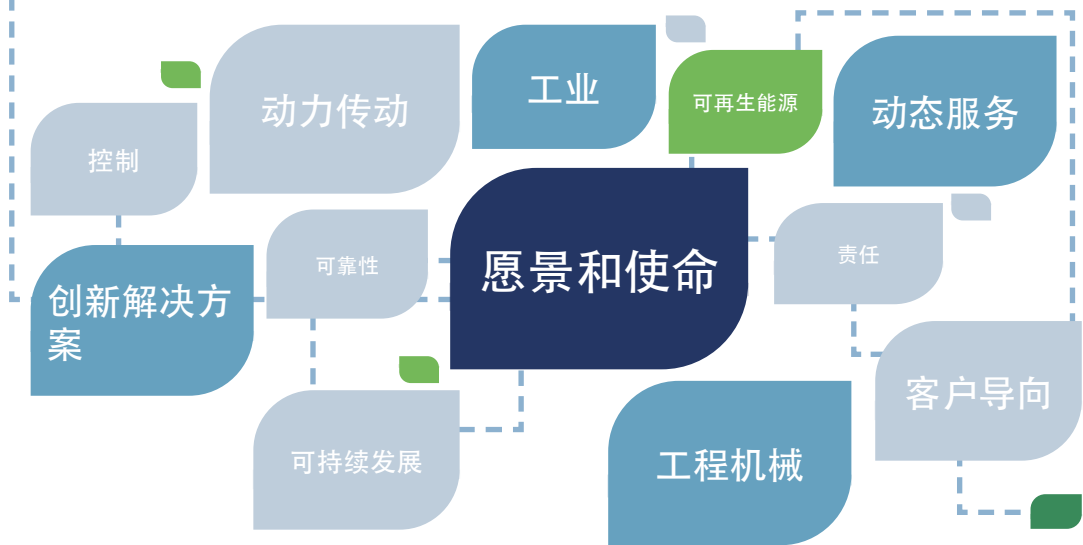 动力传动
工业
可再生能源
动态服务
控制
可靠性
愿景和使命
责任
创新解决方
案
客户导向
可持续发展
工程机械